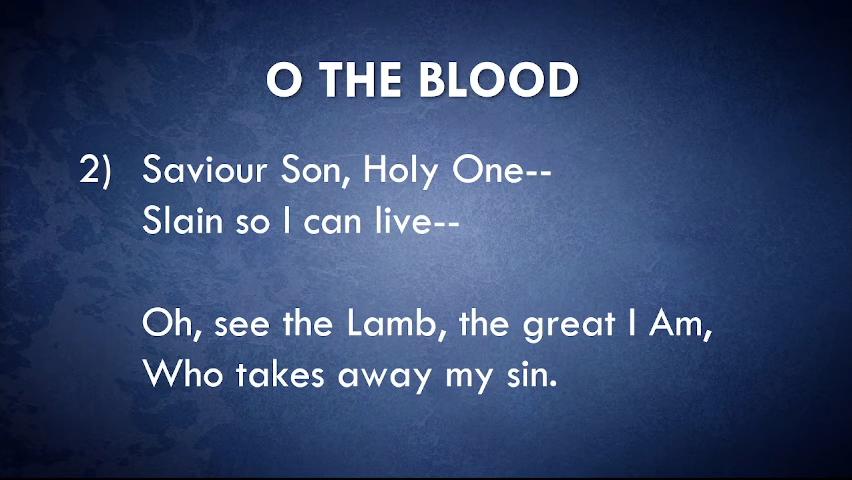 O THE BLOOD
2) Saviour Son, Holy One--
Slain so I can live--
Oh, see the Lamb, the great I Am,
Who takes away my sin.